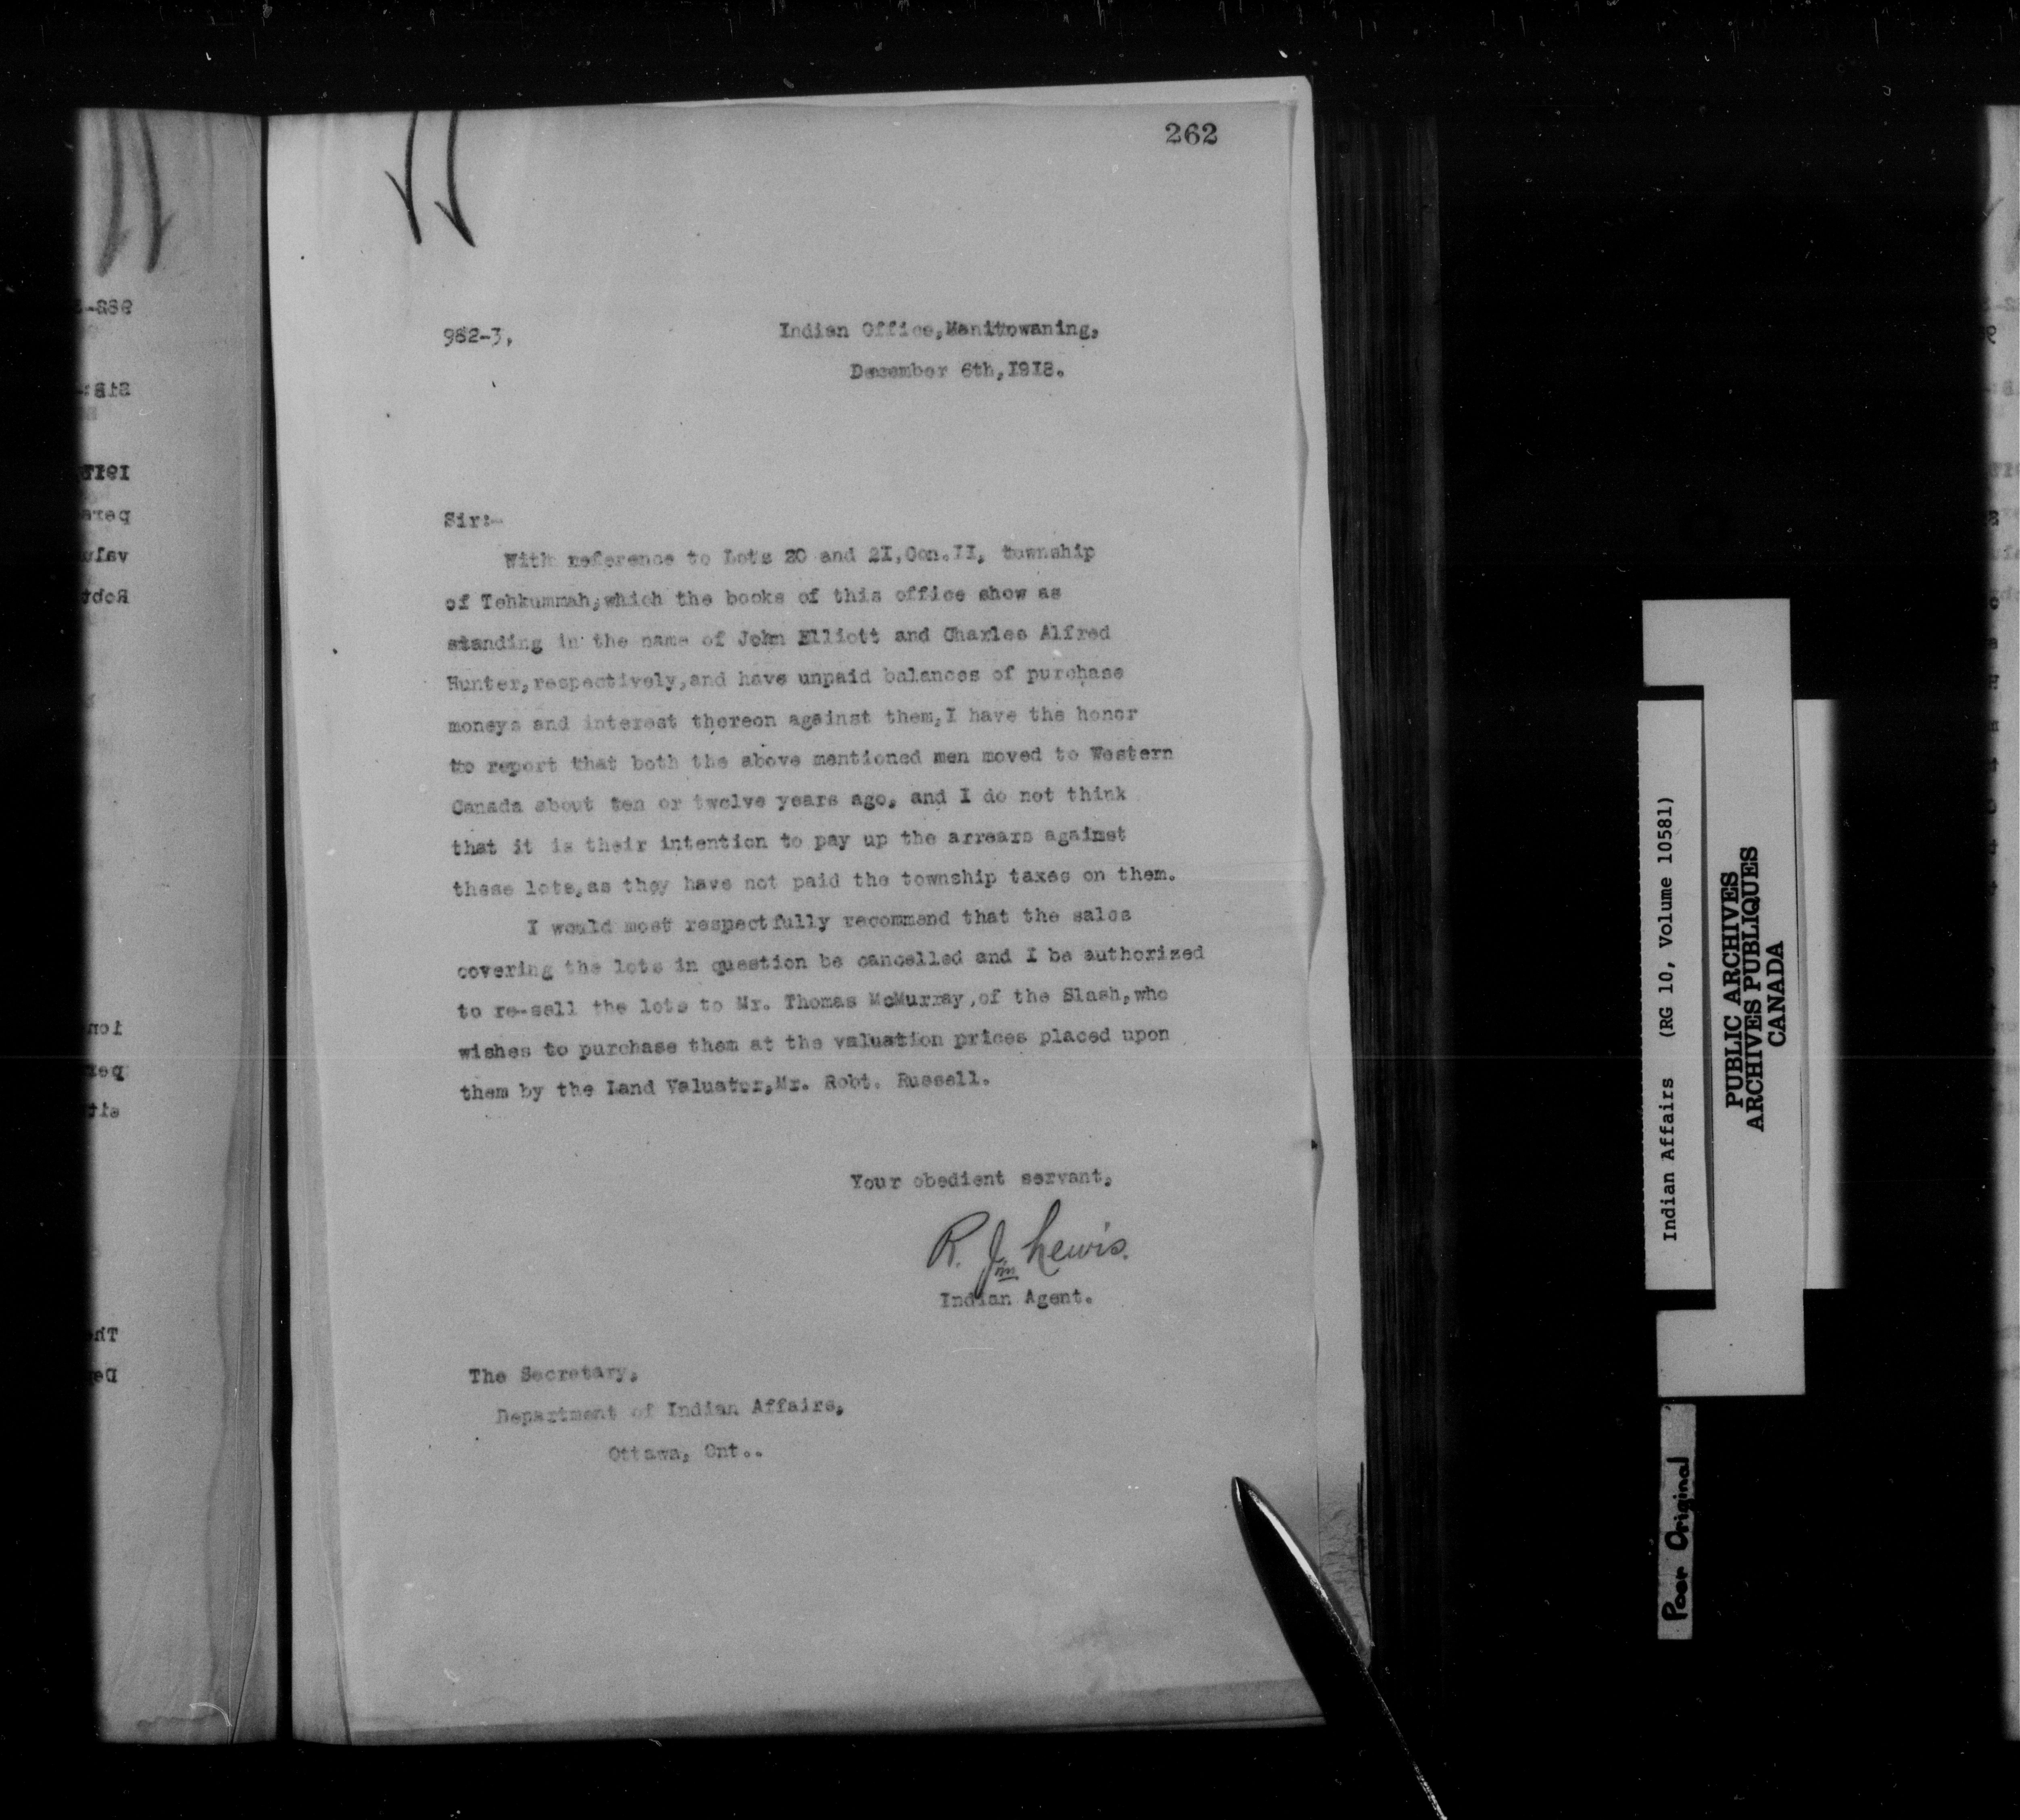 262
982-3,
Indian Office,Manitowaning,
December 6th,I9I8.
Sir:-
With reference to Lots 20 and 2I,Con.II, township
of Tehkummah,which the books of this office show as
standing in the name of John Elliott and Charles Alfred
Hunter,respectively,and have unpaid balances of purchase
moneys and interest thereon against them,I have the honor
to report that both the above mentioned men moved to Western
Canada about ten or twelve years ago, and I do not think
that it is their intention to pay up the arrears against
these lots,as they have not paid the township taxes on them.
I would most respectfully recommend that the sales
covering the lots in question be cancelled and I be authorized
to re-sell the lots to Mr. Thomas McMurray,of the Slash,who
wishes to purchase them at the valuation prices placed upon
them by the Land Valuator,Mr. Robt. Russell.
Your obedient servant,
R. Jm Lewis.
Indian Agent.
The Secretary,
Department of Indian Affairs,
Ottawa, Ont..
Indian Affairs (RG 10, Volume 10581)
PUBLIC ARCHIVES
ARCHIVES PUBLIQUES
CANADA
Poor Original